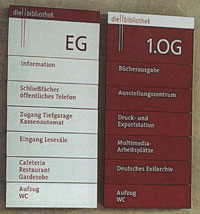 die||bibliothek
EG
Information
Schließfächer
öffentliches Telefon
Zugang Tiefgarage
Kassenautomat
Eingang Lesesäle
Cafeteria
Restaurant
Garderobe
Aufzug
WC
die||bibliothek
1.OG
Bücherausgabe
Ausstellungszentrum
Druck- und
Exportstation
Multimedia-
Arbeitsplätze
Deutsches Exilarchiv
Aufzug
WC